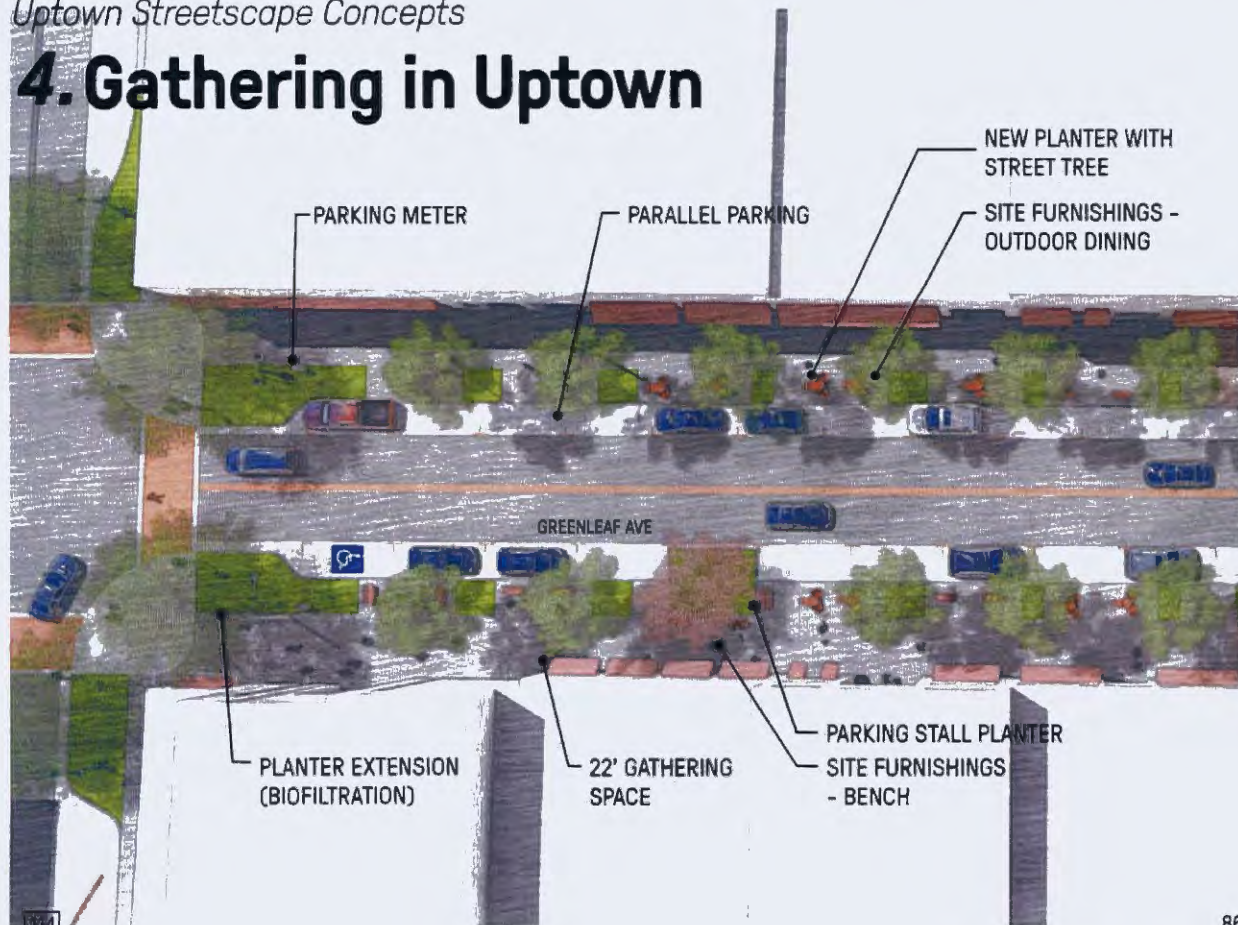 Uptown Streetscape Concepts
4. Gathering in Uptown
NEW PLANTER WITH
STREET TREE
PARKING METER
PARALLEL PARKING
SITE FURNISHINGS -
OUTDOOR DINING
GREENLEAF AVE
PLANTER EXTENSION
(BIOFILTRATION)
22' GATHERING
SPACE
PARKING STALL PLANTER
SITE FURNISHINGS
- BENCH
86